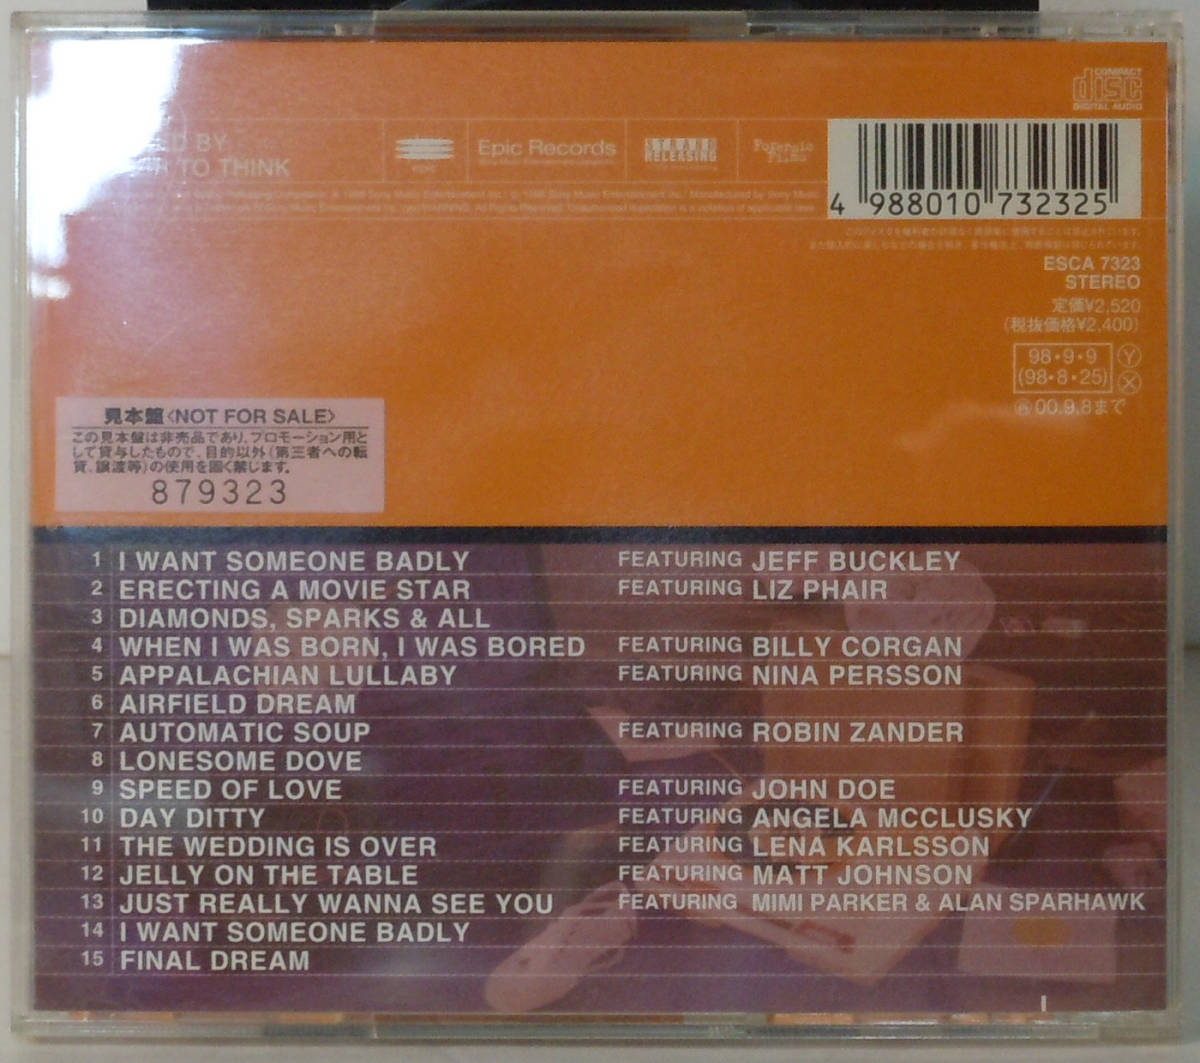 COMPACT
disc
DIGITAL AUDIO
BY
TO THINK
EPIC
Epic Records
STRAND
RELEASING
Forensic
Films
4 988010 732325
ESCA 7323
STEREO
定価¥2,520
(税抜価格¥2,400)
98・9・9 Y
(98・8・25) X
00.9.8まで
見本盤〈NOT FOR SALE〉
この見本盤は非売品であり、プロモーション用と
して貸与したもので、目的以外(第三者への転
貸、譲渡等)の使用を固く禁じます。
879323
1 I WANT SOMEONE BADLY FEATURING JEFF BUCKLEY
2 ERECTING A MOVIE STAR FEATURING LIZ PHAIR
3 DIAMONDS, SPARKS & ALL
4 WHEN I WAS BORN, I WAS BORED FEATURING BILLY CORGAN
5 APPALACHIAN LULLABY FEATURING NINA PERSSON
6 AIRFIELD DREAM
7 AUTOMATIC SOUP FEATURING ROBIN ZANDER
8 LONESOME DOVE
9 SPEED OF LOVE FEATURING JOHN DOE
10 DAY DITTY FEATURING ANGELA MCCLUSKY
11 THE WEDDING IS OVER FEATURING LENA KARLSSON
12 JELLY ON THE TABLE FEATURING MATT JOHNSON
13 JUST REALLY WANNA SEE YOU FEATURING MIMI PARKER & ALAN SPARHAWK
14 I WANT SOMEONE BADLY
15 FINAL DREAM